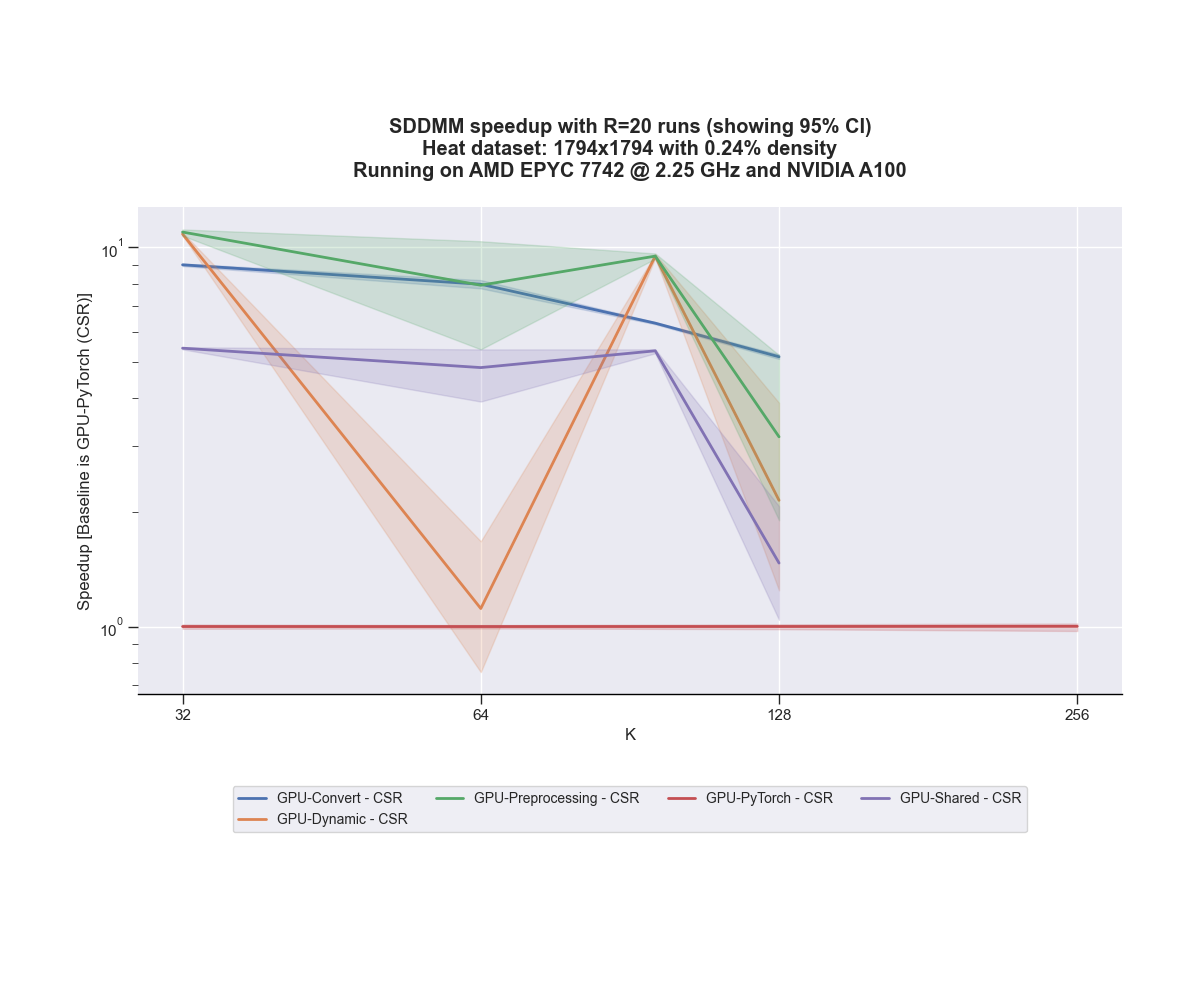 SDDMM speedup with R=20 runs (showing 95% CI)
Heat dataset: 1794x1794 with 0.24% density
Running on AMD EPYC 7742 @ 2.25 GHz and NVIDIA A100
Speedup [Baseline is GPU-PyTorch (CSR)]
10^1
10^0
32 64 128 256
K
GPU-Convert - CSR GPU-Preprocessing - CSR GPU-PyTorch - CSR GPU-Shared - CSR
GPU-Dynamic - CSR